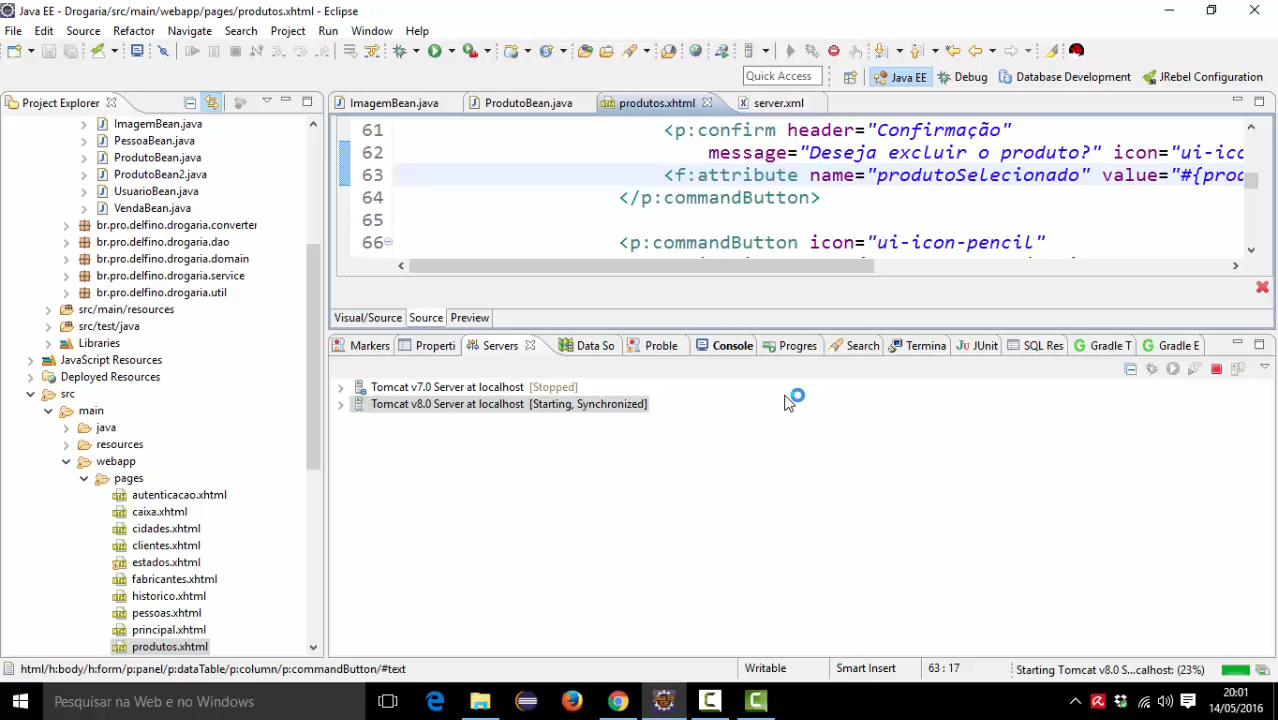 Java EE - Drogaria/src/main/webapp/pages/produtos.xhtml - Eclipse
File Edit Source Refactor Navigate Search Project Run Window Help
Quick Access
Java EE
Debug
Database Development
JRebel Configuration
Project Explorer
ImagemBean.java
PessoaBean.java
ProdutoBean.java
ProdutoBean2.java
UsuarioBean.java
VendaBean.java
br.pro.delfino.drogaria.converter
br.pro.delfino.drogaria.dao
br.pro.delfino.drogaria.domain
br.pro.delfino.drogaria.service
br.pro.delfino.drogaria.util
src/main/resources
src/test/java
Libraries
JavaScript Resources
Deployed Resources
src
main
java
resources
webapp
pages
autenticacao.xhtml
caixa.xhtml
cidades.xhtml
clientes.xhtml
estados.xhtml
fabricantes.xhtml
historico.xhtml
pessoas.xhtml
principal.xhtml
produtos.xhtml
ImagemBean.java ProdutoBean.java produtos.xhtml server.xml
61 <p:confirm header="Confirmação"
62 message="Deseja excluir o produto?" icon="ui-ico
63 <f:attribute name="produtoSelecionado" value="#{prod
64 </p:commandButton>
65
66 <p:commandButton icon="ui-icon-pencil"
Visual/Source Source Preview
Markers Properti Servers Data So Proble Console Progres Search Termina JUnit SQL Res Gradle T Gradle E
Tomcat v7.0 Server at localhost [Stopped]
Tomcat v8.0 Server at localhost [Starting, Synchronized]
html/h:body/h:form/p:panel/p:dataTable/p:column/p:commandButton/#text
Writable
Smart Insert
63 : 17
Starting Tomcat v8.0 S...calhost: (23%)
Pesquisar na Web e no Windows
20:01
14/05/2016